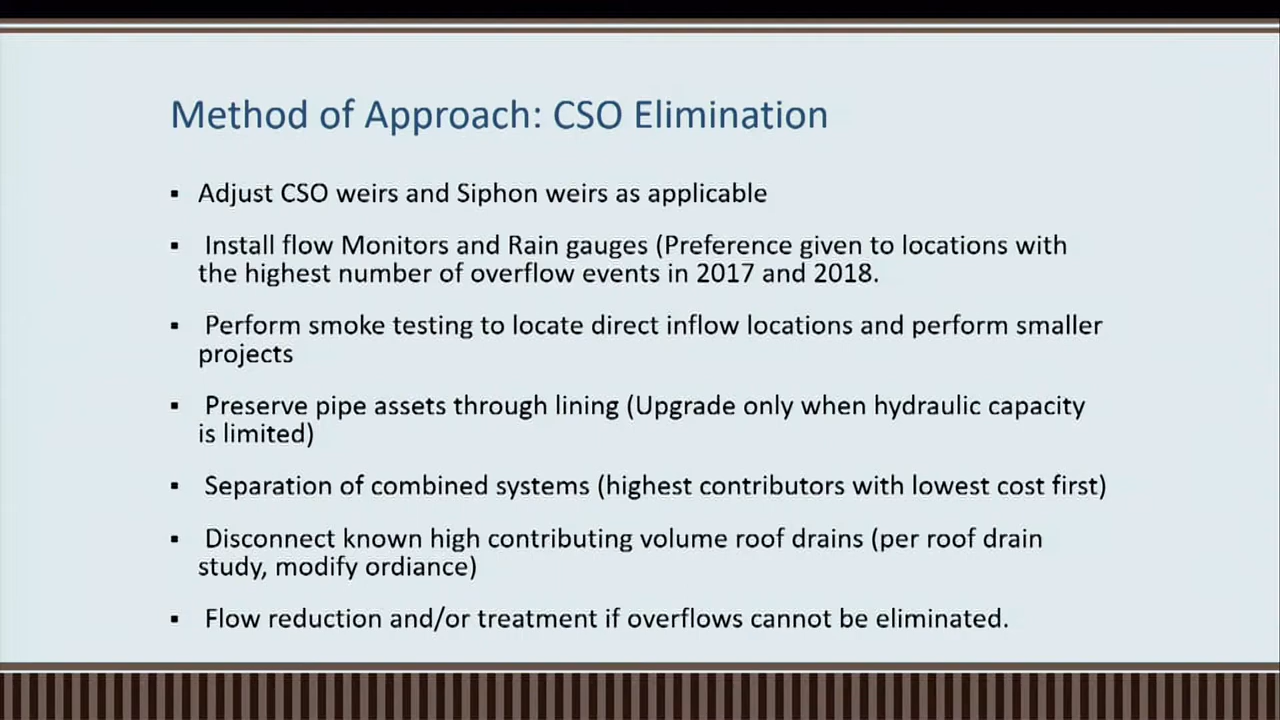 Method of Approach: CSO Elimination
▪ Adjust CSO weirs and Siphon weirs as applicable
▪ Install flow Monitors and Rain gauges (Preference given to locations with
the highest number of overflow events in 2017 and 2018.
▪ Perform smoke testing to locate direct inflow locations and perform smaller
projects
▪ Preserve pipe assets through lining (Upgrade only when hydraulic capacity
is limited)
▪ Separation of combined systems (highest contributors with lowest cost first)
▪ Disconnect known high contributing volume roof drains (per roof drain
study, modify ordiance)
▪ Flow reduction and/or treatment if overflows cannot be eliminated.